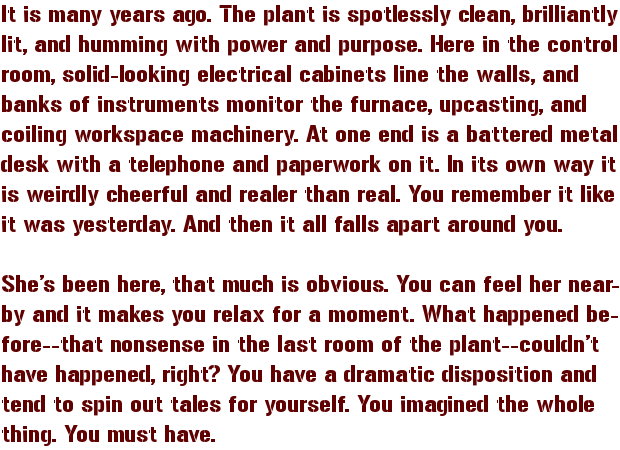 It is many years ago. The plant is spotlessly clean, brilliantly
lit, and humming with power and purpose. Here in the control
room, solid-looking electrical cabinets line the walls, and
banks of instruments monitor the furnace, upcasting, and
coiling workspace machinery. At one end is a battered metal
desk with a telephone and paperwork on it. In its own way it
is weirdly cheerful and realer than real. You remember it like
it was yesterday. And then it all falls apart around you.

She's been here, that much is obvious. You can feel her near-
by and it makes you relax for a moment. What happened be-
fore--that nonsense in the last room of the plant--couldn't
have happened, right? You have a dramatic disposition and
tend to spin out tales for yourself. You imagined the whole
thing. You must have.